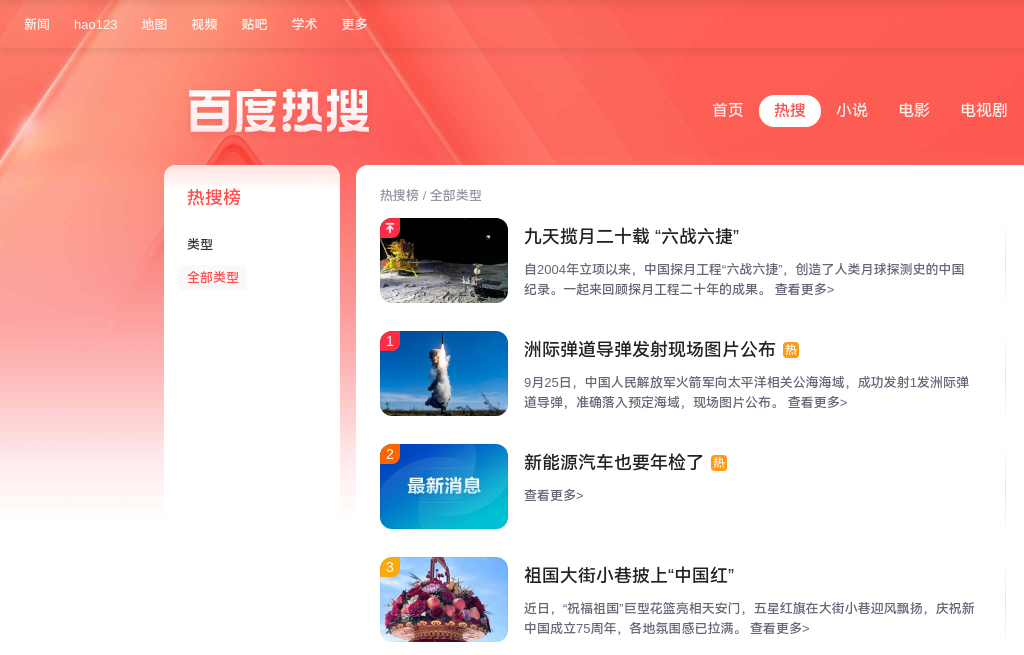 新闻 hao123 地图 视频 贴吧 学术 更多
百度热搜
首页 热搜 小说 电影 电视剧
热搜榜
类型
全部类型
热搜榜 / 全部类型
九天揽月二十载 “六战六捷”
自2004年立项以来，中国探月工程“六战六捷”，创造了人类月球探测史的中国
纪录。一起来回顾探月工程二十年的成果。 查看更多>
1
洲际弹道导弹发射现场图片公布 热
9月25日，中国人民解放军火箭军向太平洋相关公海海域，成功发射1发洲际弹
道导弹，准确落入预定海域，现场图片公布。 查看更多>
2
最新消息
新能源汽车也要年检了 热
查看更多>
3
祖国大街小巷披上“中国红”
近日，“祝福祖国”巨型花篮亮相天安门，五星红旗在大街小巷迎风飘扬，庆祝新
中国成立75周年，各地氛围感已拉满。 查看更多>